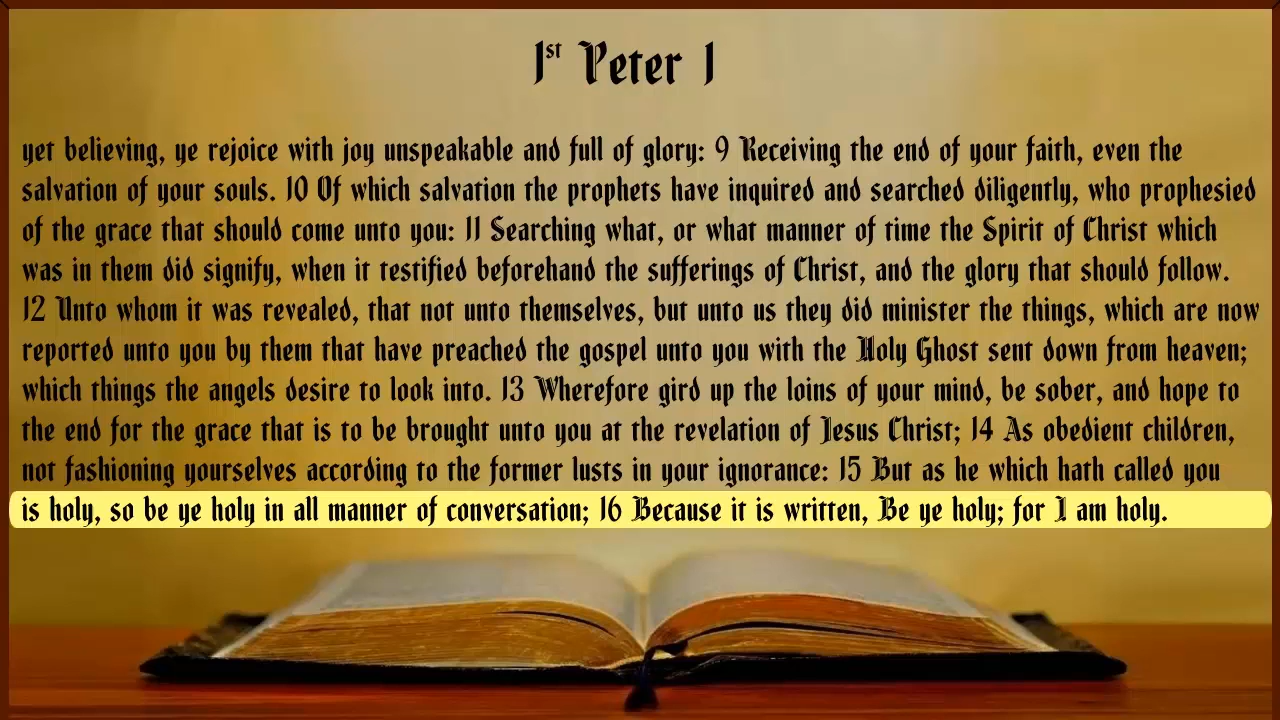 1st Peter 1
yet believing, ye rejoice with joy unspeakable and full of glory: 9 Receiving the end of your faith, even the
salvation of your souls. 10 Of which salvation the prophets have inquired and searched diligently, who prophesied
of the grace that should come unto you: 11 Searching what, or what manner of time the Spirit of Christ which
was in them did signify, when it testified beforehand the sufferings of Christ, and the glory that should follow.
12 Unto whom it was revealed, that not unto themselves, but unto us they did minister the things, which are now
reported unto you by them that have preached the gospel unto you with the Holy Ghost sent down from heaven;
which things the angels desire to look into. 13 Wherefore gird up the loins of your mind, be sober, and hope to
the end for the grace that is to be brought unto you at the revelation of Jesus Christ; 14 As obedient children,
not fashioning yourselves according to the former lusts in your ignorance: 15 But as he which hath called you
is holy, so be ye holy in all manner of conversation; 16 Because it is written, Be ye holy; for I am holy.